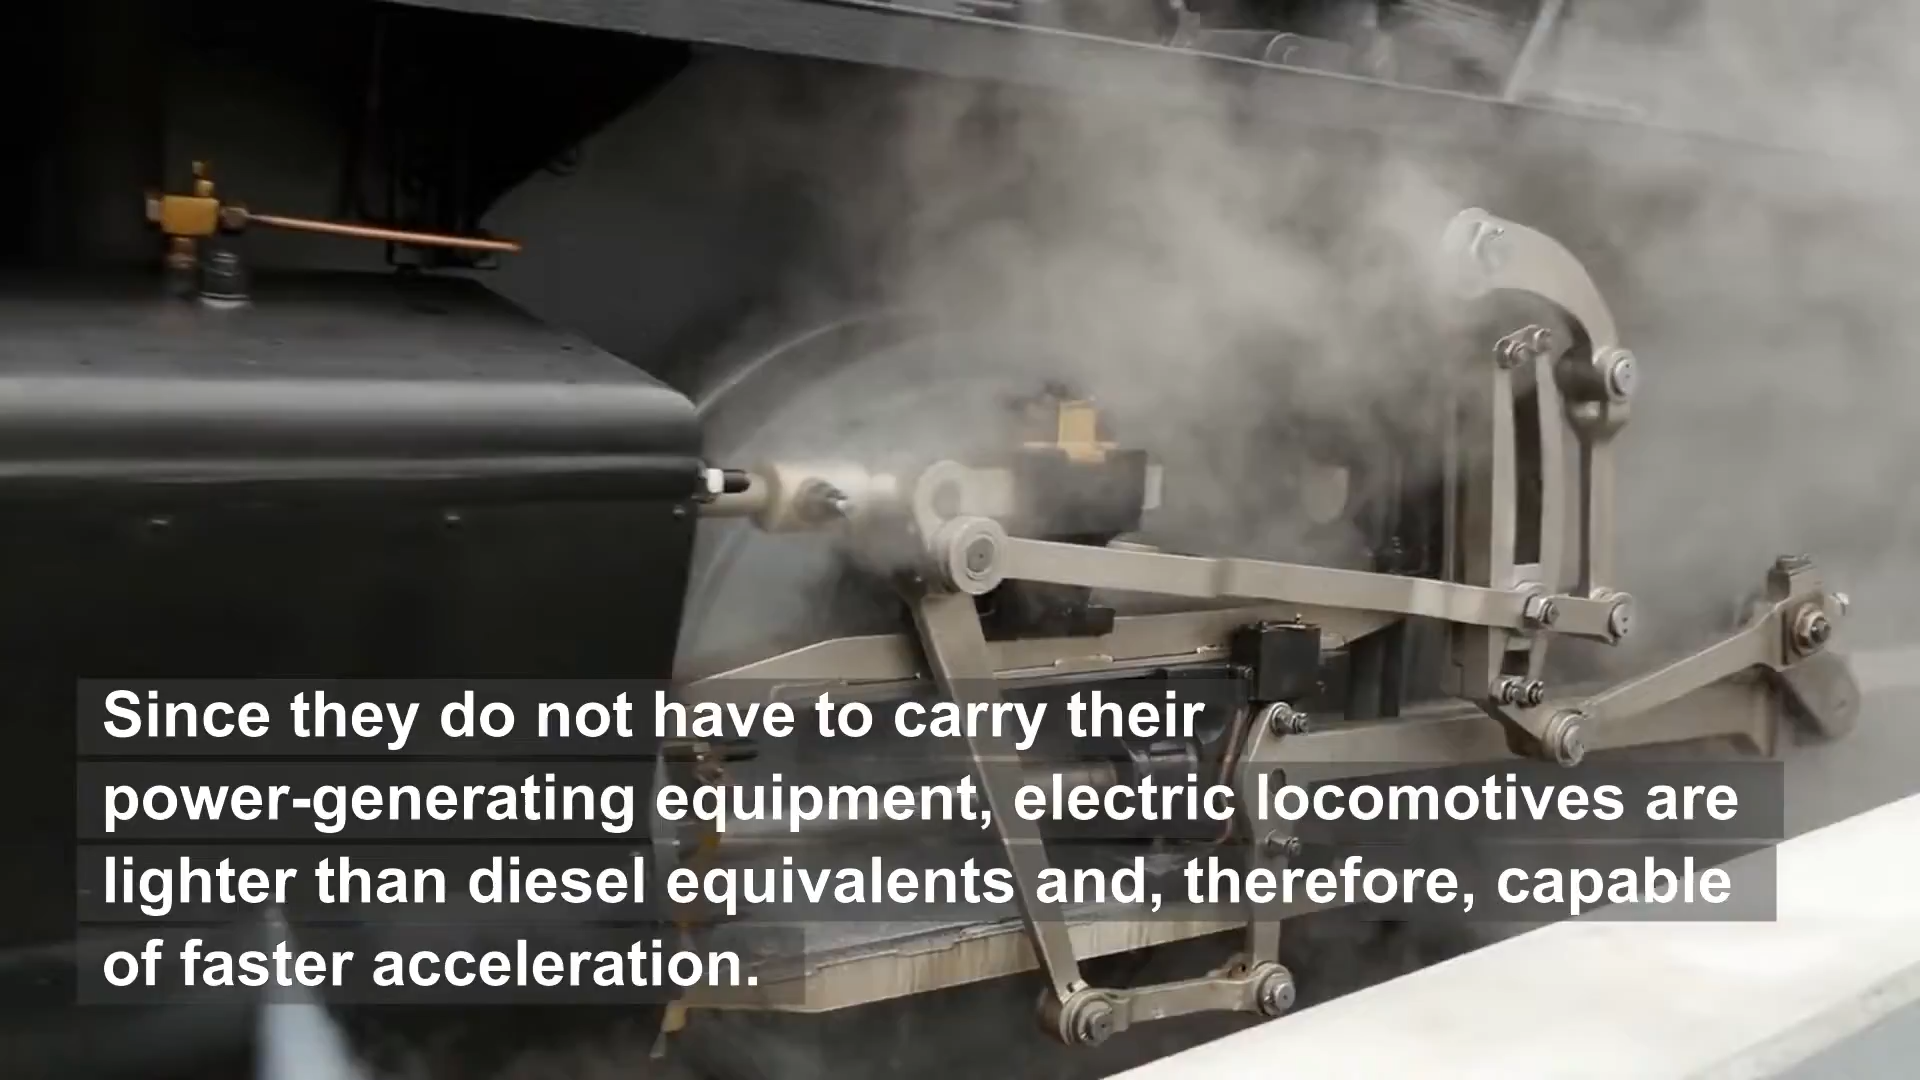 Since they do not have to carry their
power-generating equipment, electric locomotives are
lighter than diesel equivalents and, therefore, capable
of faster acceleration.